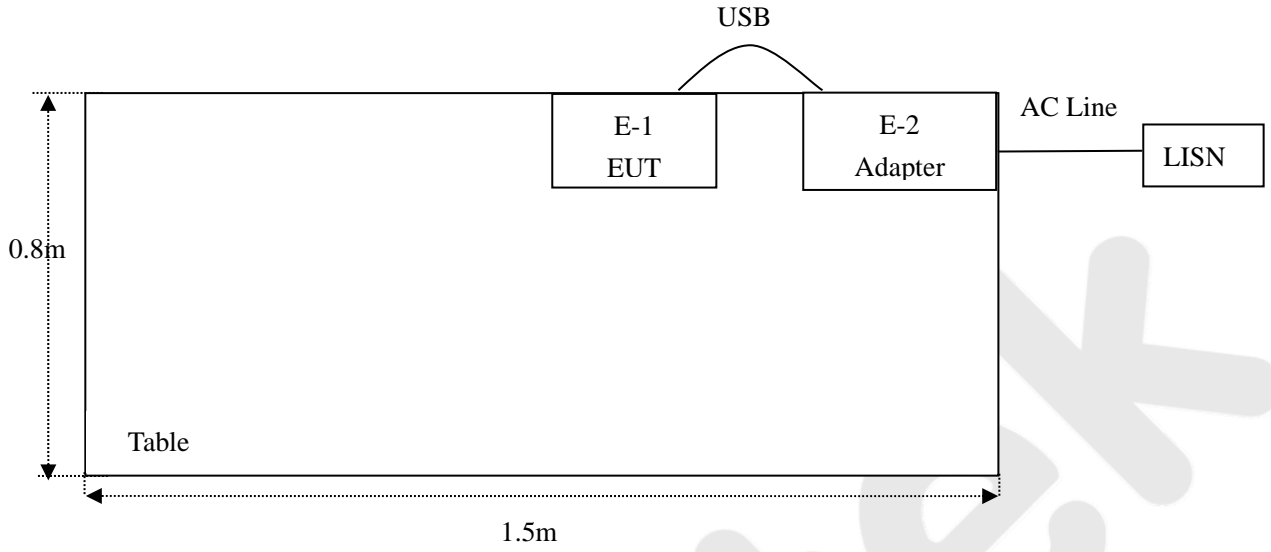 USB
E-1
EUT
E-2
Adapter
AC Line
LISN
0.8m
Table
1.5m